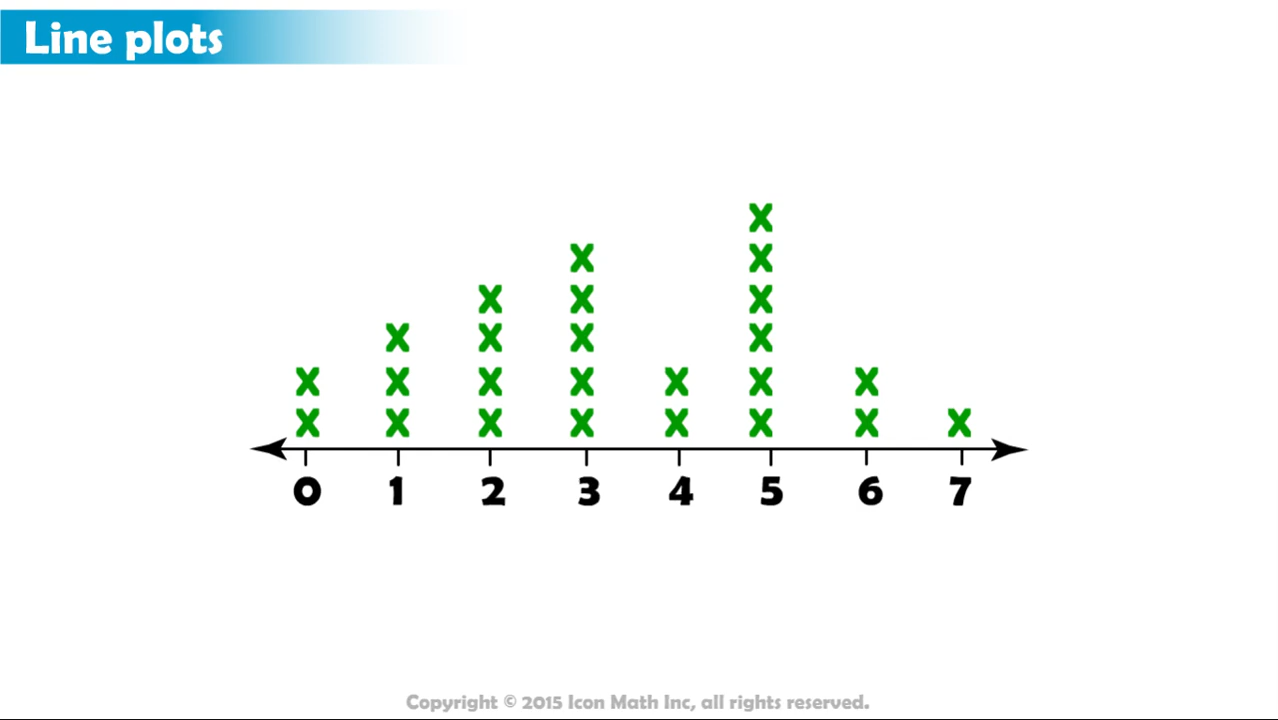 Line plots
X
X X
X X X X
X X X X
X X X X X X X
X X X X X X X X
0 1 2 3 4 5 6 7
Copyright © 2015 Icon Math Inc, all rights reserved.